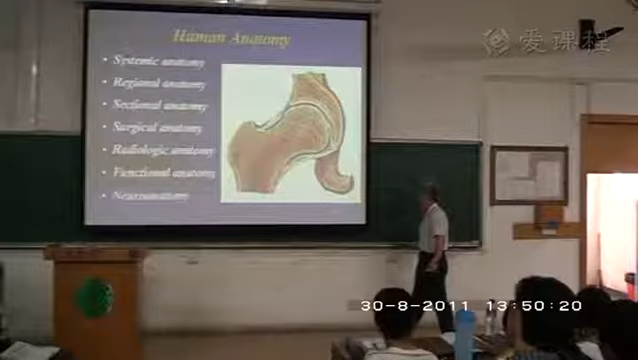 Human Anatomy
爱课程
• Systemic anatomy
• Regional anatomy
• Sectional anatomy
• Surgical anatomy
• Radiologic anatomy
• Functional anatomy
• Neuroanatomy
30-8-2011 13:50:20